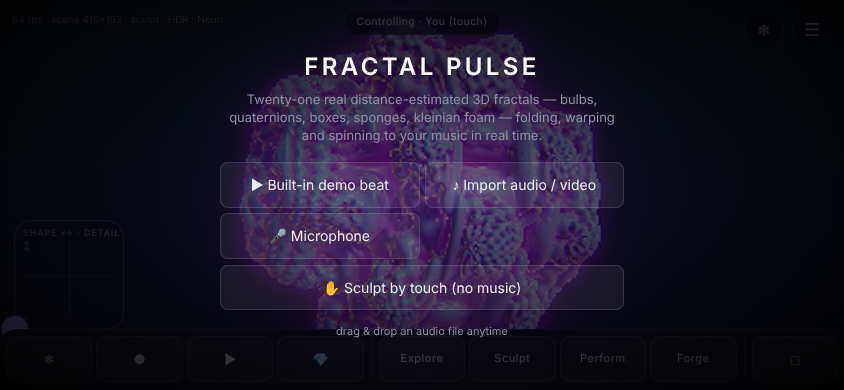 64 fps · scene 416×192 · sculpt · HDR · Neon
Controlling · You (touch)
FRACTAL PULSE
Twenty-one real distance-estimated 3D fractals — bulbs,
quaternions, boxes, sponges, kleinian foam — folding, warping
and spinning to your music in real time.
▶ Built-in demo beat
♪ Import audio / video
🎤 Microphone
SHAPE ↔ · DETAIL
↕
✋ Sculpt by touch (no music)
drag & drop an audio file anytime
Explore
Sculpt
Perform
Forge